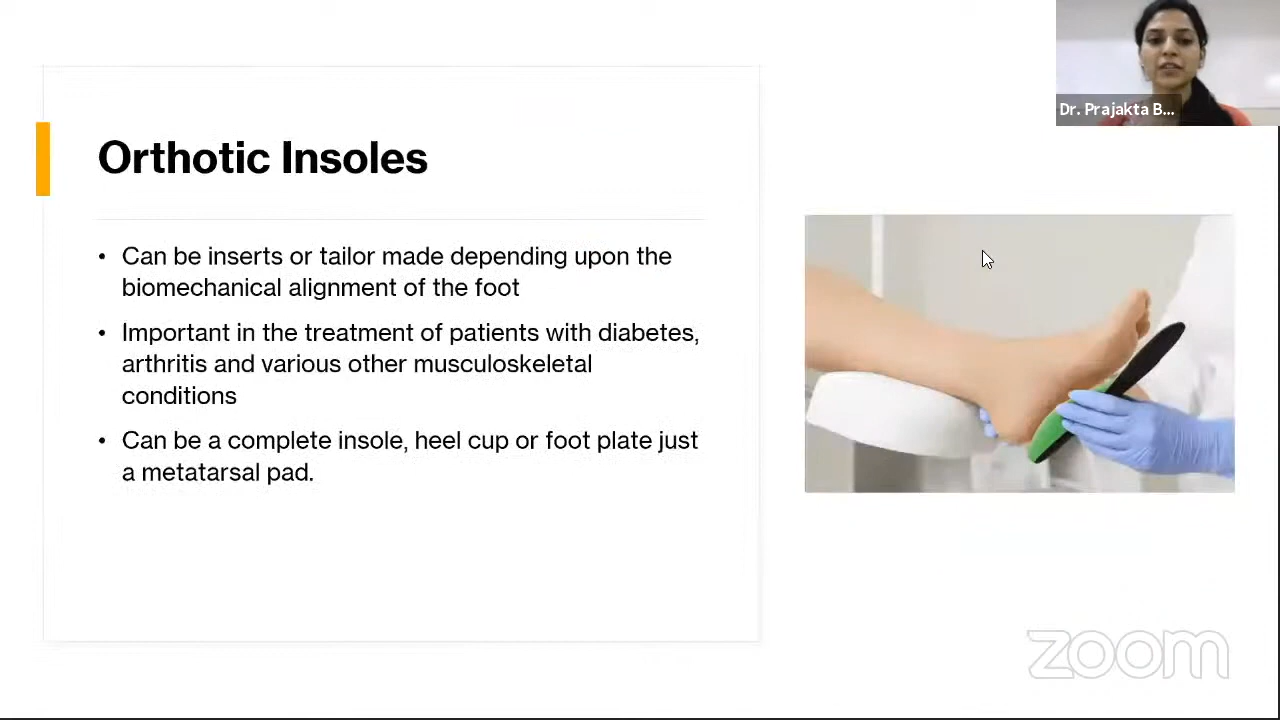 Dr. Prajakta B...
Orthotic Insoles
• Can be inserts or tailor made depending upon the
biomechanical alignment of the foot
• Important in the treatment of patients with diabetes,
arthritis and various other musculoskeletal
conditions
• Can be a complete insole, heel cup or foot plate just
a metatarsal pad.
zoom